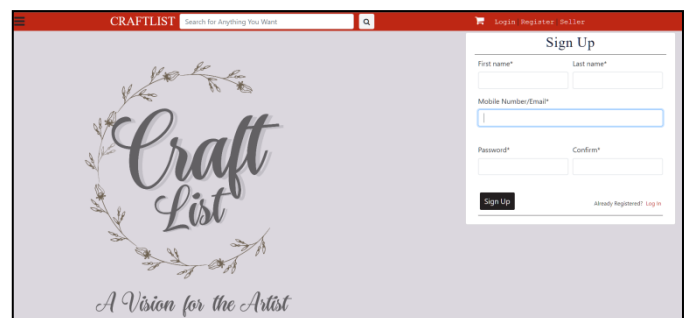 CRAFTLIST Search for Anything You Want Login Register Seller
Sign Up
First name* Last name*
Mobile Number/Email*
Password* Confirm*
Sign Up Already Registered? Log In
Craft
List
A Vision for the Artist